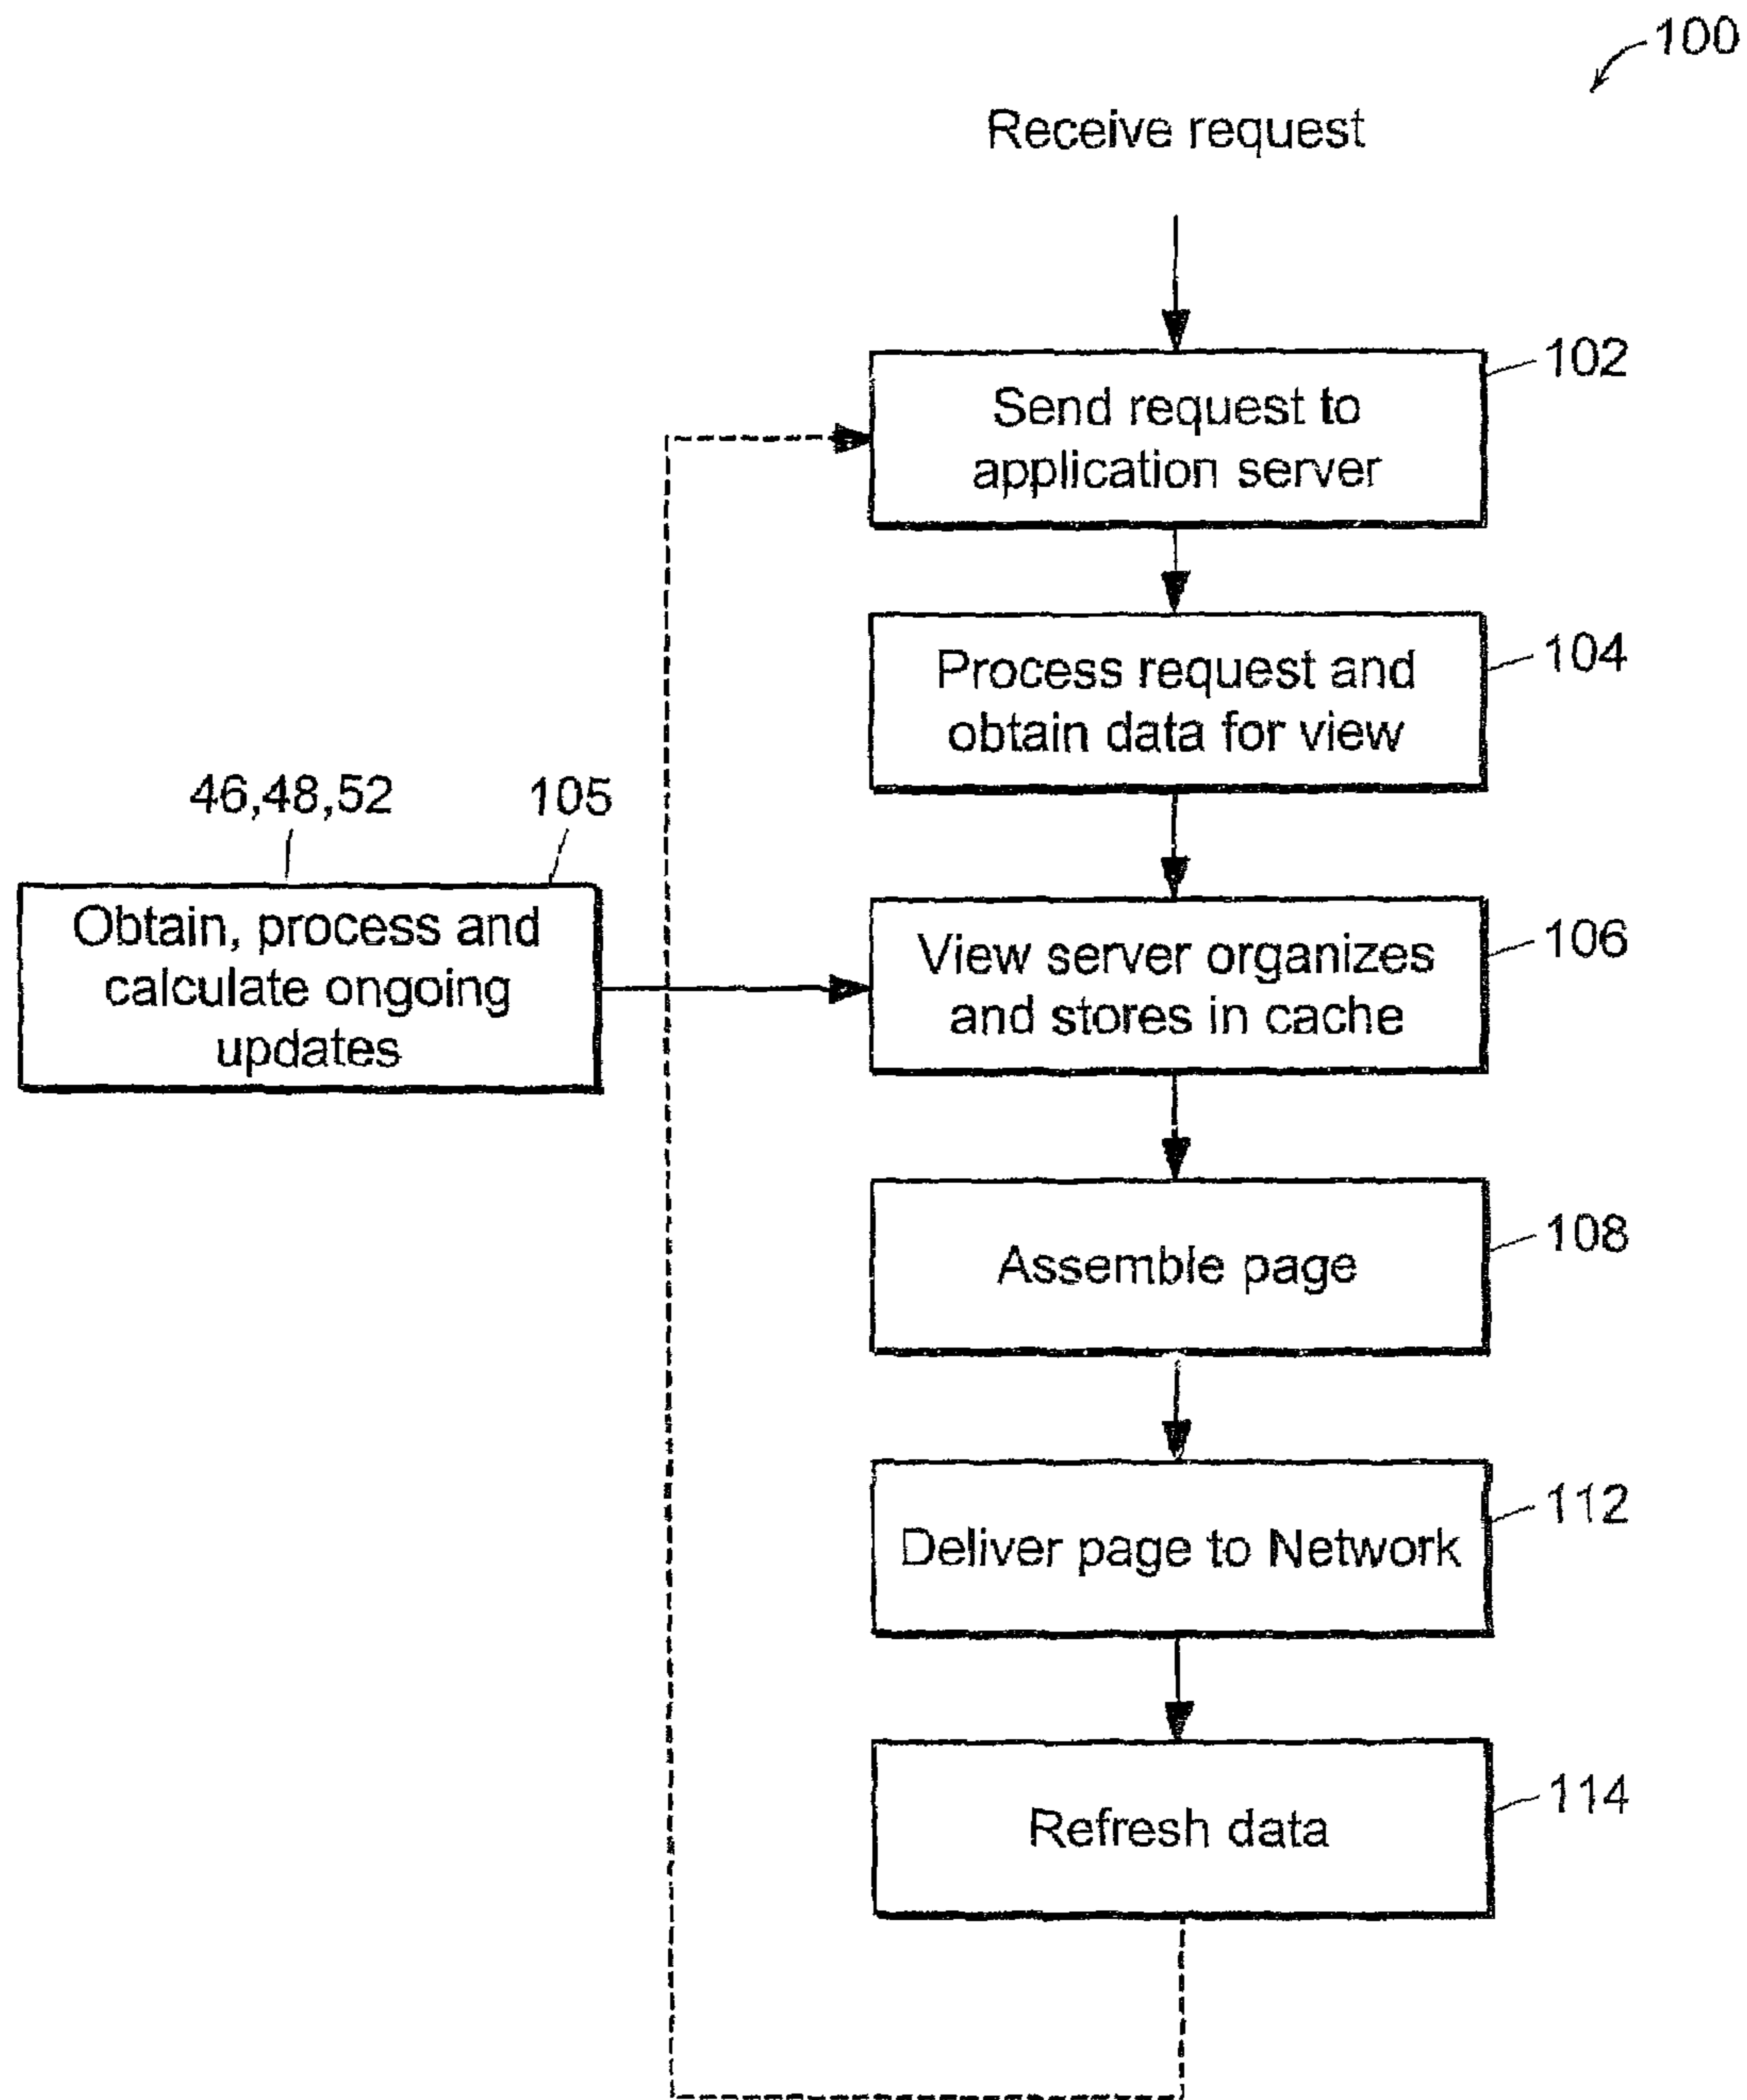 100
Receive request
102
Send request to
application server
104
Process request and
obtain data for view
46,48,52
105
Obtain, process and
calculate ongoing
updates
106
View server organizes
and stores in cache
108
Assemble page
112
Deliver page to Network
114
Refresh data